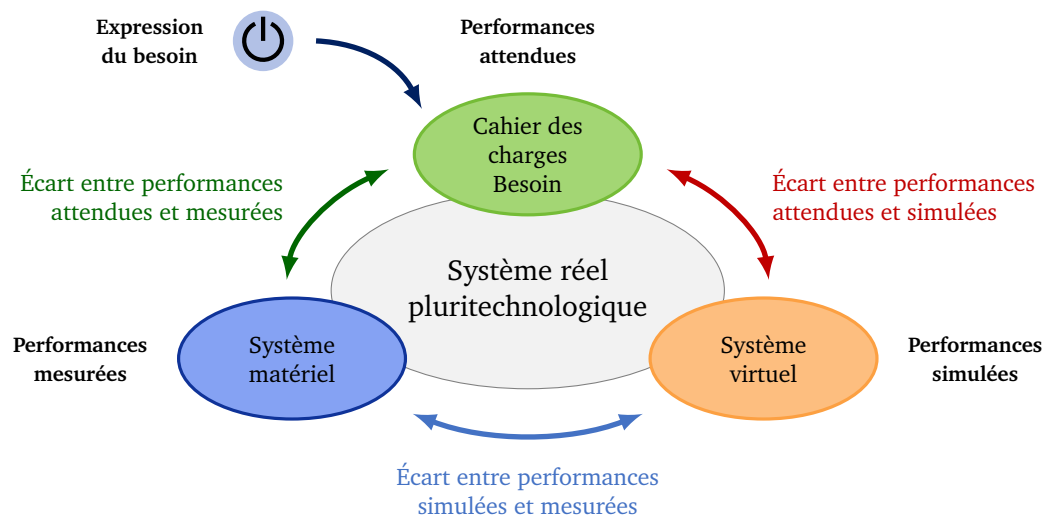 Expression
du besoin
Performances
attendues
Cahier des
charges
Besoin
Écart entre performances
attendues et mesurées
Écart entre performances
attendues et simulées
Système réel
pluritechnologique
Performances
mesurées
Système
matériel
Système
virtuel
Performances
simulées
Écart entre performances
simulées et mesurées